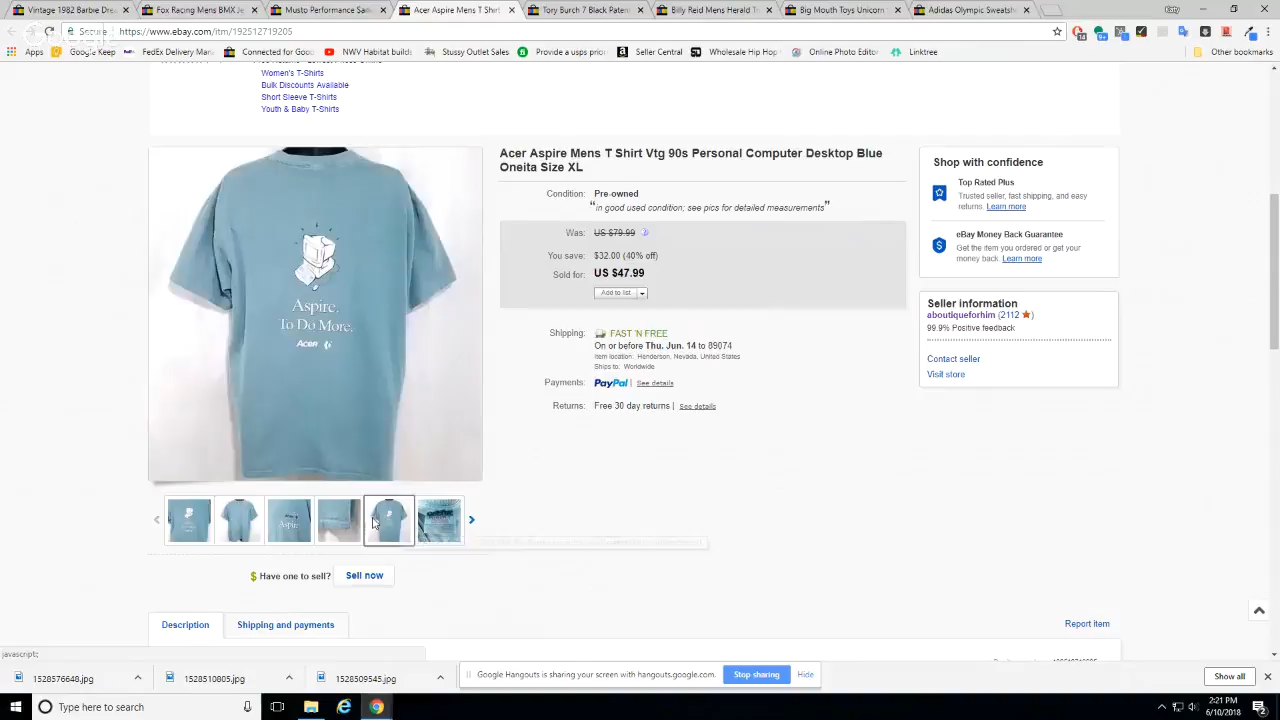 Vintage 1982 Barbie Dres
Fox Racing Mens BMX Je
Musto Performance Sail
Acer Aspire Mens T Shirt
Tory Burch 7 Black Patent
Billy Reid Mens Herald Tr
Big Mouth Plus Unicorn
Adidas Olympic Sweatsh
Secure | https://www.ebay.com/itm/192512719205
Apps Google Keep FedEx Delivery Man Connected for Goog NWV Habitat Stussy Outlet Sales Provide a ups prefere Seller Central Wholesale Hip Hop Online Photo Editor Linktree Other bookmarks
Women's T-Shirts
Bulk Discounts Available
Short Sleeve T-Shirts
Youth & Baby T-Shirts
Acer Aspire Mens T Shirt Vtg 90s Personal Computer Desktop Blue
Oneita Size XL
Condition: Pre-owned
“in good used condition; see pics for detailed measurements”
Was: US $79.99
You save: $32.00 (40% off)
Sold for: US $47.99
Add to list
Shipping: FAST 'N FREE
On or before Thu. Jun. 14 to 89074
Item location: Henderson, Nevada, United States
Ships to: Worldwide
Payments: PayPal | See details
Returns: Free 30 day returns | See details
Shop with confidence
Top Rated Plus
Trusted seller, fast shipping, and easy
returns. Learn more
eBay Money Back Guarantee
Get the item you ordered or get your
money back. Learn more
Seller information
aboutiqueforhim (2112)
99.9% Positive feedback
Contact seller
Visit store
Aspire.
To Do More.
Acer
Aspire
$ Have one to sell? Sell now
Description Shipping and payments
Report item
javascript:;
1528510805.jpg
1528509545.jpg
Google Hangouts is sharing your screen with hangouts.google.com.
Stop sharing
Hide
Show all
Type here to search
2:21 PM
6/10/2018